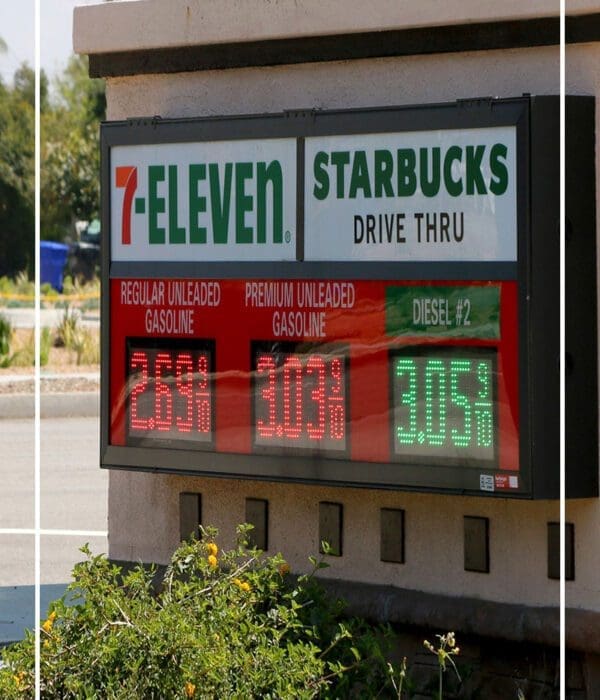 7-ELEVEn®
STARBUCKS
DRIVE THRU
REGULAR UNLEADED
GASOLINE
PREMIUM UNLEADED
GASOLINE
DIESEL #2
2.69 9/10
3.03 9/10
3.05 9/10